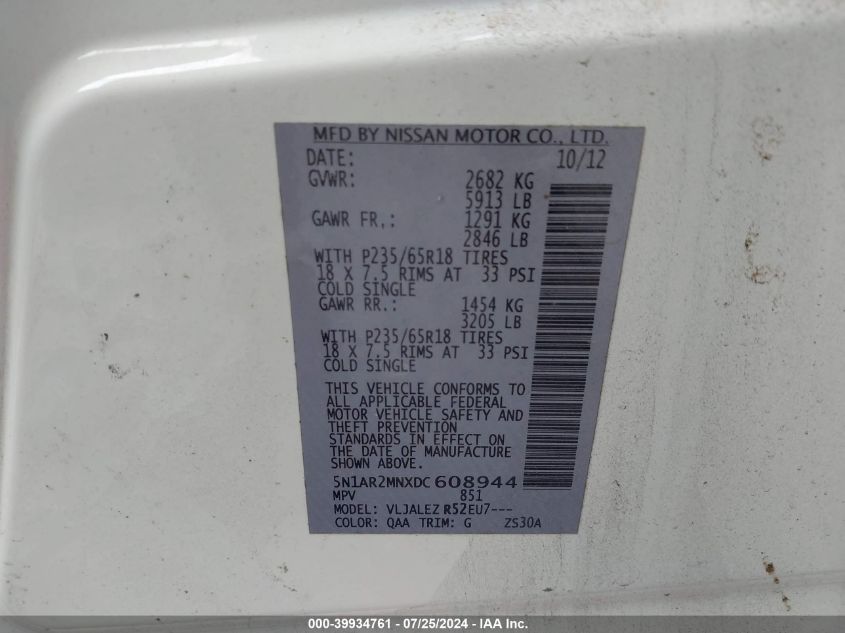 MFD BY NISSAN MOTOR CO., LTD.
DATE: 10/12
GVWR: 2682 KG
5913 LB
GAWR FR.: 1291 KG
2846 LB
WITH P235/65R18 TIRES
18 X 7.5 RIMS AT 33 PSI
COLD SINGLE
GAWR RR.: 1454 KG
3205 LB
WITH P235/65R18 TIRES
18 X 7.5 RIMS AT 33 PSI
COLD SINGLE
THIS VEHICLE CONFORMS TO
ALL APPLICABLE FEDERAL
MOTOR VEHICLE SAFETY AND
THEFT PREVENTION
STANDARDS IN EFFECT ON
THE DATE OF MANUFACTURE
SHOWN ABOVE.
5N1AR2MNXDC608944
MPV 851
MODEL: VLJALEZ R52EU7---
COLOR: QAA TRIM: G ZS30A
000-39934761 - 07/25/2024 - IAA Inc.